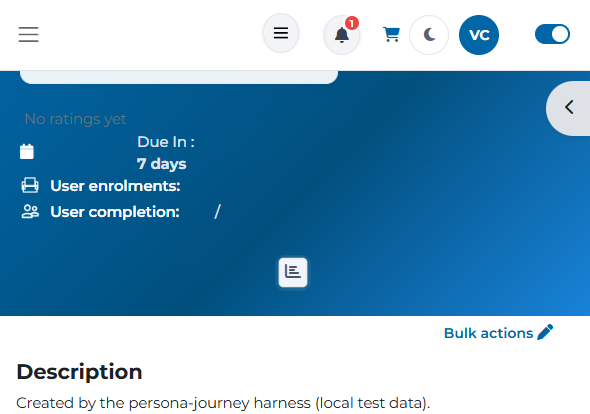 1
VC
No ratings yet
Due In :
7 days
User enrolments:
User completion: /
Bulk actions
Description
Created by the persona-journey harness (local test data).